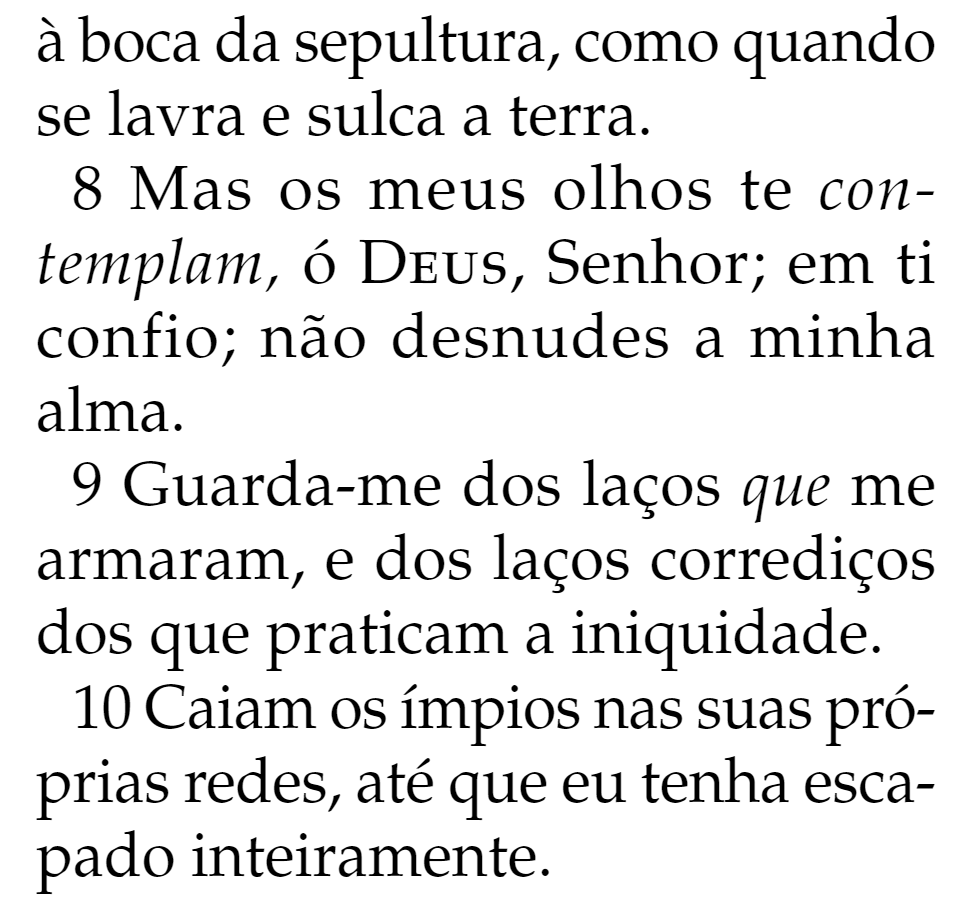 à boca da sepultura, como quando
se lavra e sulca a terra.
8 Mas os meus olhos te con-
templam, ó DEUS, Senhor; em ti
confio; não desnudes a minha
alma.
9 Guarda-me dos laços que me
armaram, e dos laços corrediços
dos que praticam a iniquidade.
10 Caiam os ímpios nas suas pró-
prias redes, até que eu tenha esca-
pado inteiramente.